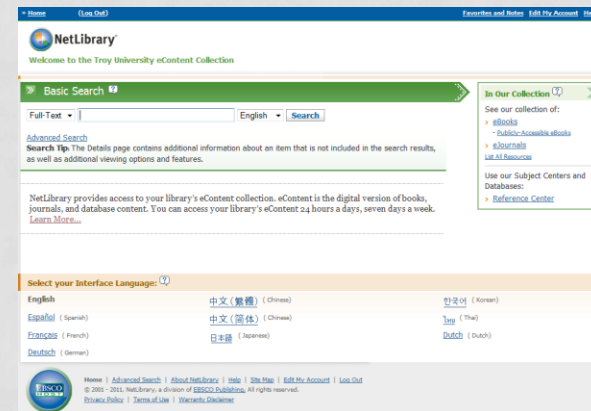 » Home (Log Out) Favorites and Notes Edit My Account
NetLibrary
Welcome to the Troy University eContent Collection
Basic Search ?
Full-Text English Search
Advanced Search
Search Tip: The Details page contains additional information about an item that is not included in the search results,
as well as additional viewing options and features.
NetLibrary provides access to your library's eContent collection. eContent is the digital version of books,
journals, and database content. You can access your library's eContent 24 hours a days, seven days a week.
Learn More...
In Our Collection ?
See our collection of:
eBooks
- Publicly-Accessible eBooks
eJournals
List All Resources
Use our Subject Centers and
Databases:
Reference Center
Select your Interface Language: ?
English 中文(繁體) (Chinese) 한국어 (Korean)
Español (Spanish) 中文(简体) (Chinese) ไทย (Thai)
Français (French) 日本語 (Japanese) Dutch (Dutch)
Deutsch (German)
EBSCO HOST
Home | Advanced Search | About NetLibrary | Help | Site Map | Edit My Account | Log Out
© 2001 - 2011, NetLibrary, a division of EBSCO Publishing. All rights reserved.
Privacy Policy | Terms of Use | Warranty Disclaimer